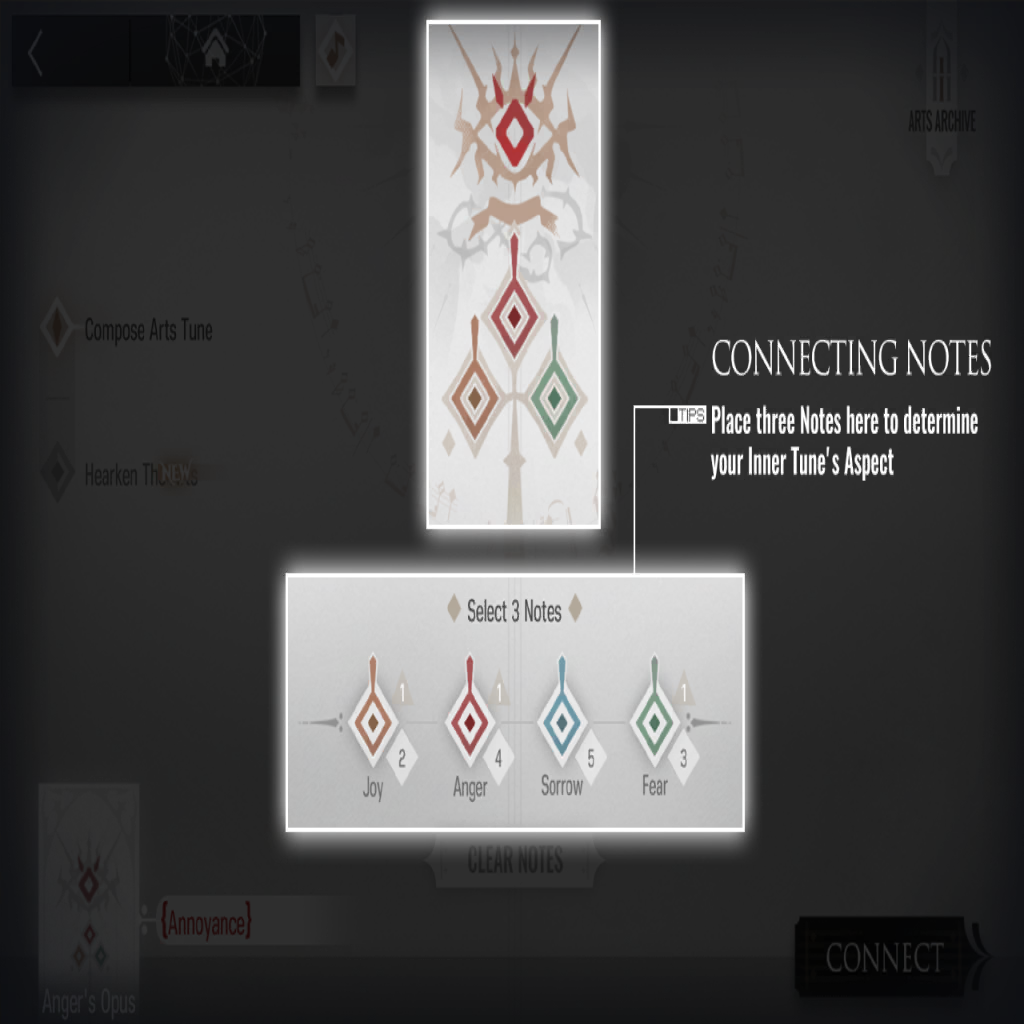 ARTS ARCHIVE
Compose Arts Tune
CONNECTING NOTES
TIPS
Place three Notes here to determine
your Inner Tune's Aspect
Hearken
NEW
Select 3 Notes
1 1 1
2 4 5 3
Joy Anger Sorrow Fear
CLEAR NOTES
{Annoyance}
CONNECT
Anger's Opus